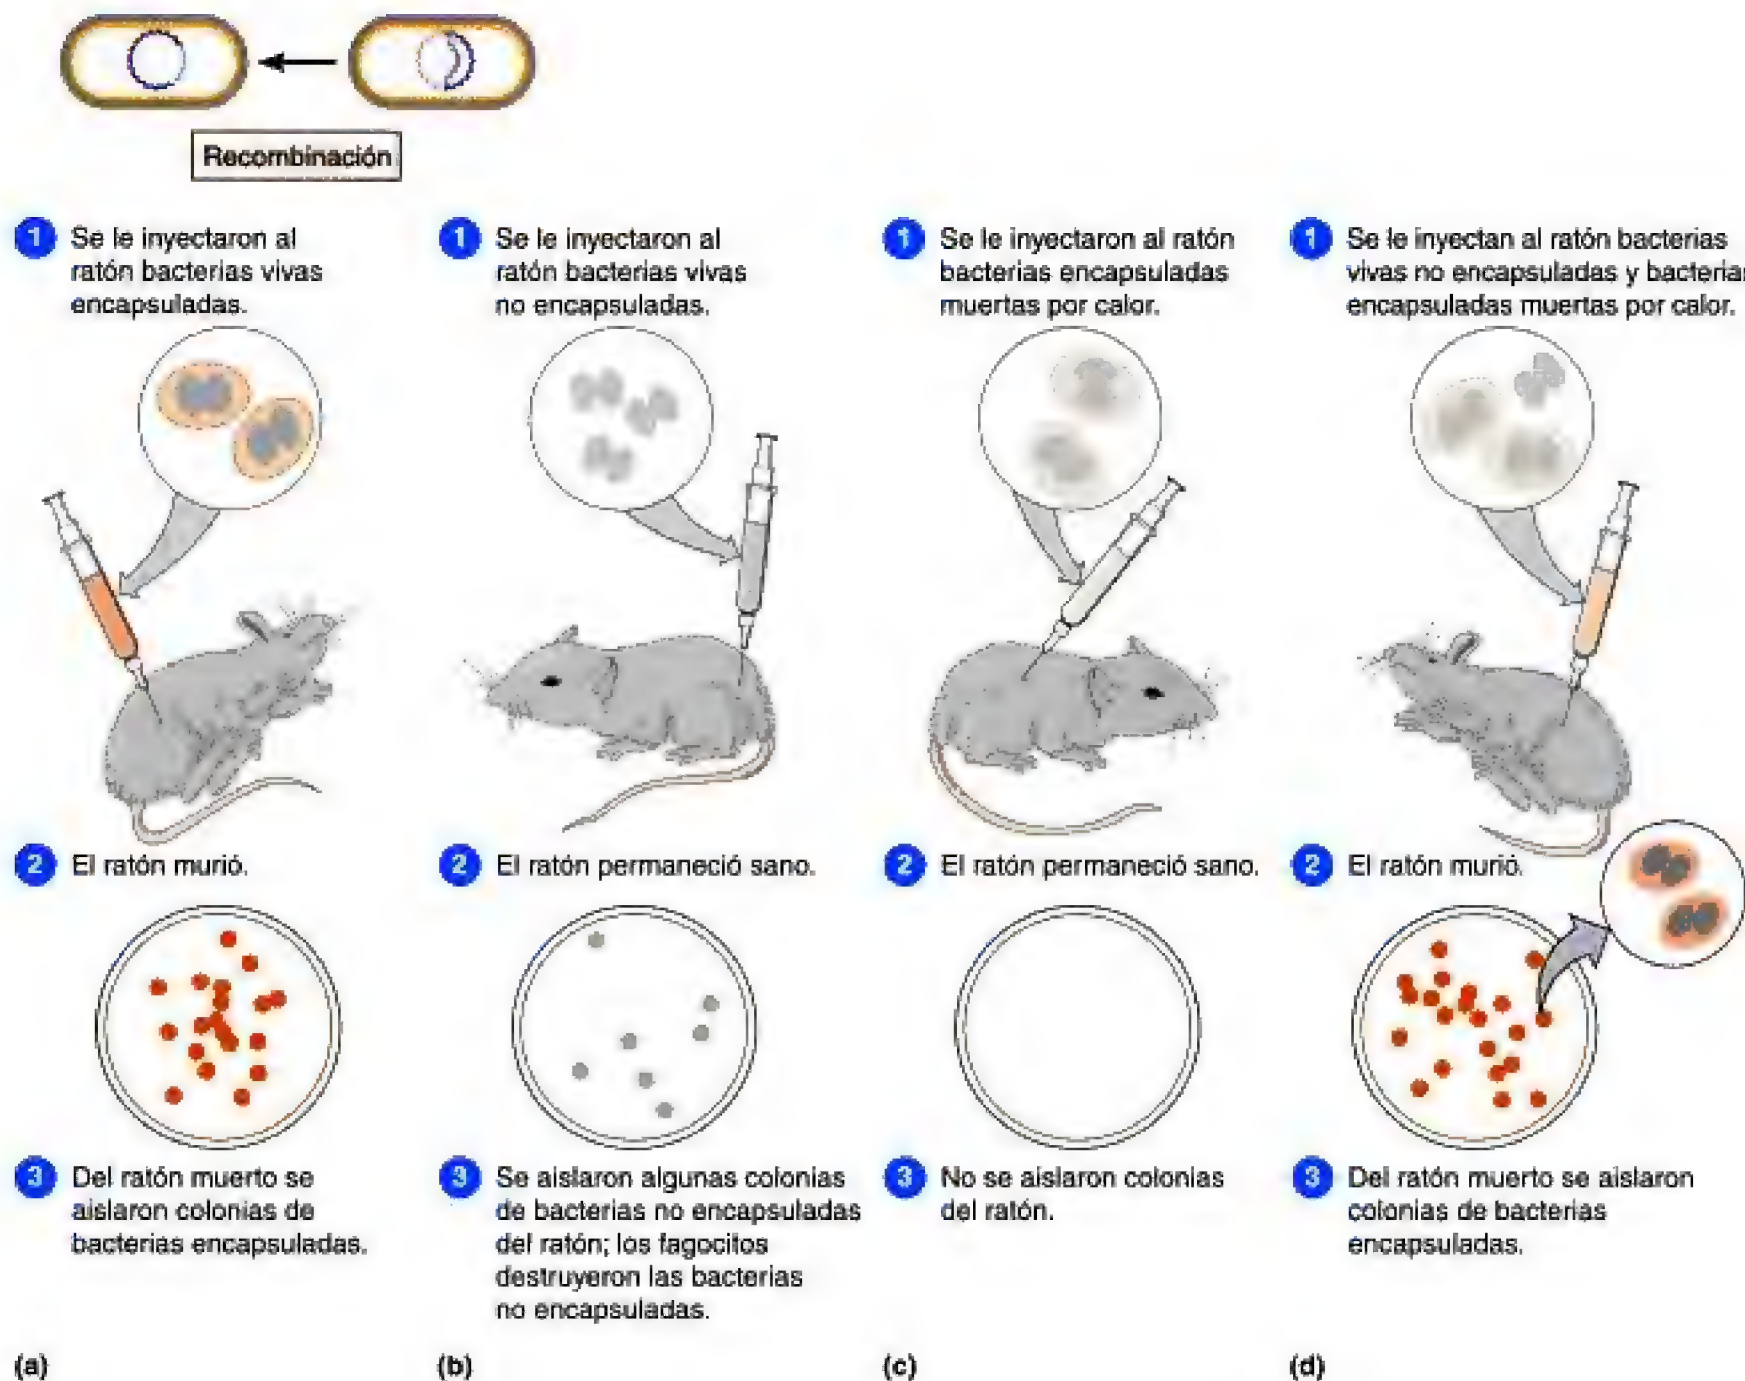 Recombinación
1 Se le inyectaron al
ratón bacterias vivas
encapsuladas.
2 El ratón murió.
3 Del ratón muerto se
aislaron colonias de
bacterias encapsuladas.
(a)
1 Se le inyectaron al
ratón bacterias vivas
no encapsuladas.
2 El ratón permaneció sano.
3 Se aislaron algunas colonias
de bacterias no encapsuladas
del ratón; los fagocitos
destruyeron las bacterias
no encapsuladas.
(b)
1 Se le inyectaron al ratón
bacterias encapsuladas
muertas por calor.
2 El ratón permaneció sano.
3 No se aislaron colonias
del ratón.
(c)
1 Se le inyectan al ratón bacterias
vivas no encapsuladas y bacterias
encapsuladas muertas por calor.
2 El ratón murió.
3 Del ratón muerto se aislaron
colonias de bacterias
encapsuladas.
(d)